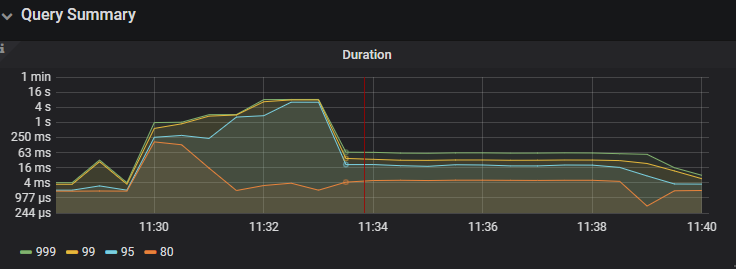 Query Summary
i
Duration
1 min
16 s
4 s
1 s
250 ms
63 ms
16 ms
4 ms
977 µs
244 µs
11:30 11:32 11:34 11:36 11:38 11:40
999 99 95 80